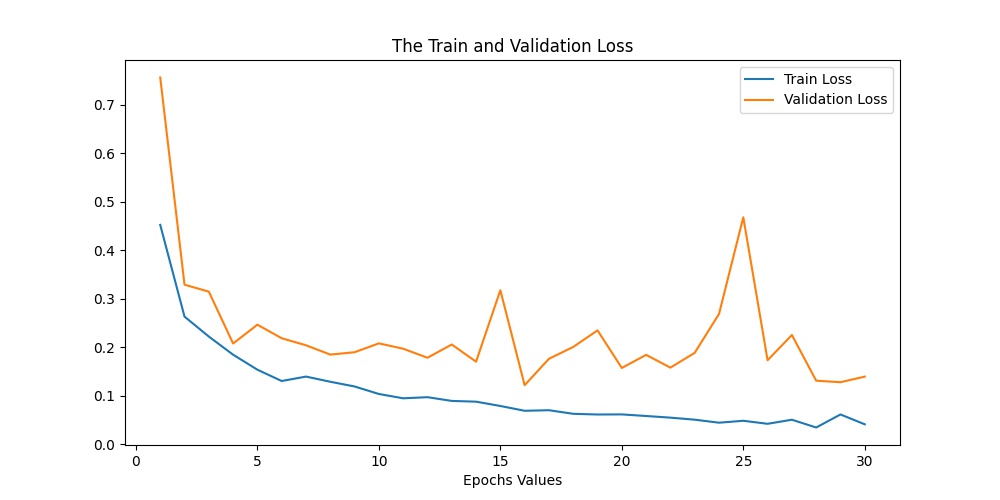 The Train and Validation Loss
Train Loss
Validation Loss
0.7
0.6
0.5
0.4
0.3
0.2
0.1
0.0
0 5 10 15 20 25 30
Epochs Values